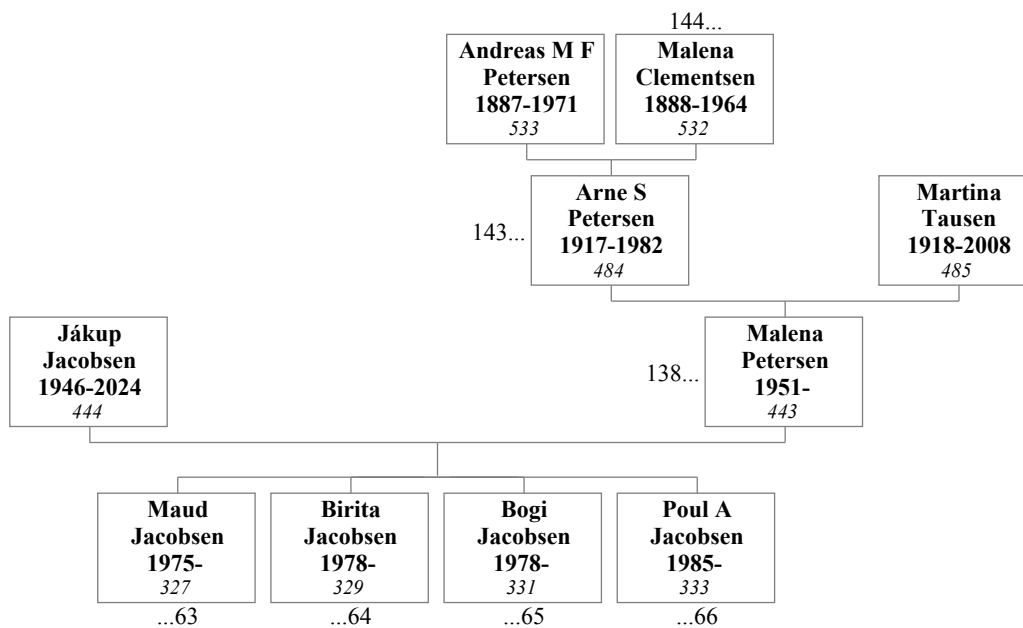 144...
Andreas M F
Petersen
1887-1971
533
Malena
Clementsen
1888-1964
532
143...
Arne S
Petersen
1917-1982
484
Martina
Tausen
1918-2008
485
Jákup
Jacobsen
1946-2024
444
138...
Malena
Petersen
1951-
443
Maud
Jacobsen
1975-
327
...63
Birita
Jacobsen
1978-
329
...64
Bogi
Jacobsen
1978-
331
...65
Poul A
Jacobsen
1985-
333
...66